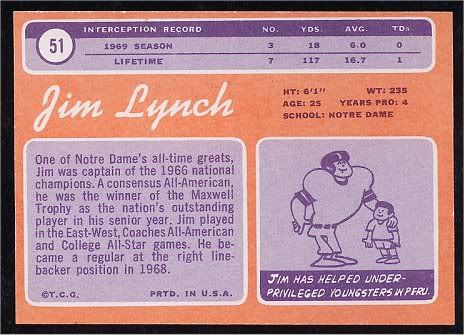 51
INTERCEPTION RECORD NO. YDS. AVG. TDs
1969 SEASON 3 18 6.0 0
LIFETIME 7 117 16.7 1
Jim Lynch
HT: 6'1" WT: 235
AGE: 25 YEARS PRO: 4
SCHOOL: NOTRE DAME
One of Notre Dame's all-time greats,
Jim was captain of the 1966 national
champions. A consensus All-American,
he was the winner of the Maxwell
Trophy as the nation's outstanding
player in his senior year. Jim played
in the East-West, Coaches All-American
and College All-Star games. He be-
came a regular at the right line-
backer position in 1968.
©T.C.G. PRTD. IN U.S.A.
JIM HAS HELPED UNDER-
PRIVILEGED YOUNGSTERS IN PERU.